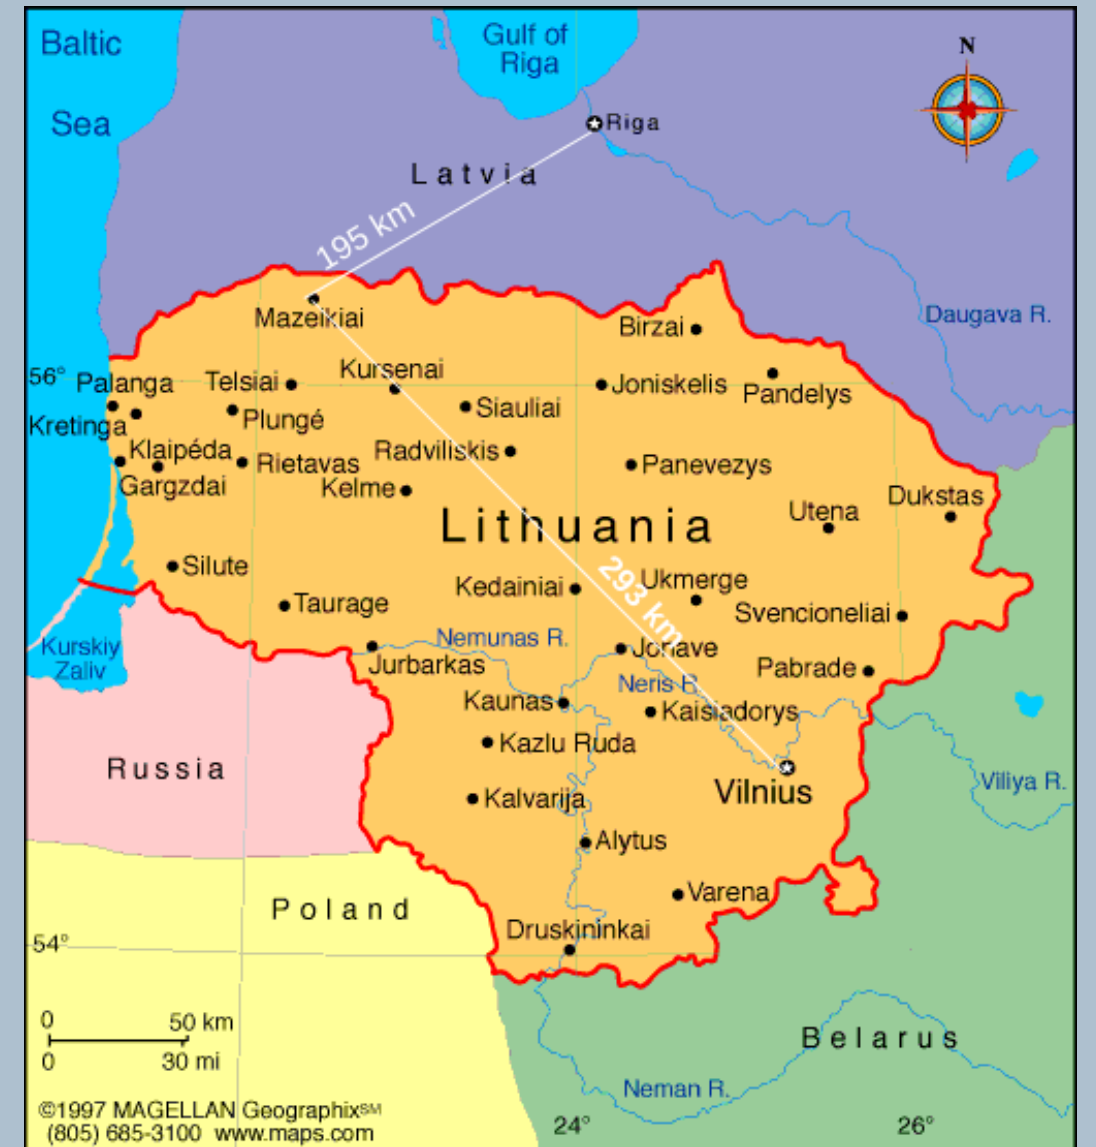 Baltic
Sea
Gulf of
Riga
N
Riga
Latvia
195 km
Daugava R.
Mazeikiai
Birzai
56°
Palanga
Telsiai
Kursenai
Joniskelis
Pandelys
Kretinga
Plungé
Siauliai
Klaipéda
Rietavas
Radviliskis
Panevezys
Gargzdai
Kelme
Dukstas
Utena
Lithuania
Silute
293 km
Ukmerge
Kedainiai
Taurage
Svencioneliai
Kurskiy
Zaliv
Nemunas R.
Jonave
Jurbarkas
Pabrade
Neris R.
Kaunas
Kaisiadorys
Kazlu Ruda
Russia
Vilnius
Viliya R.
Kalvarija
Alytus
Varena
Poland
Druskininkai
54°
0 50 km
0 30 mi
Belarus
Neman R.
©1997 MAGELLAN Geographix℠
(805) 685-3100 www.maps.com
24°
26°